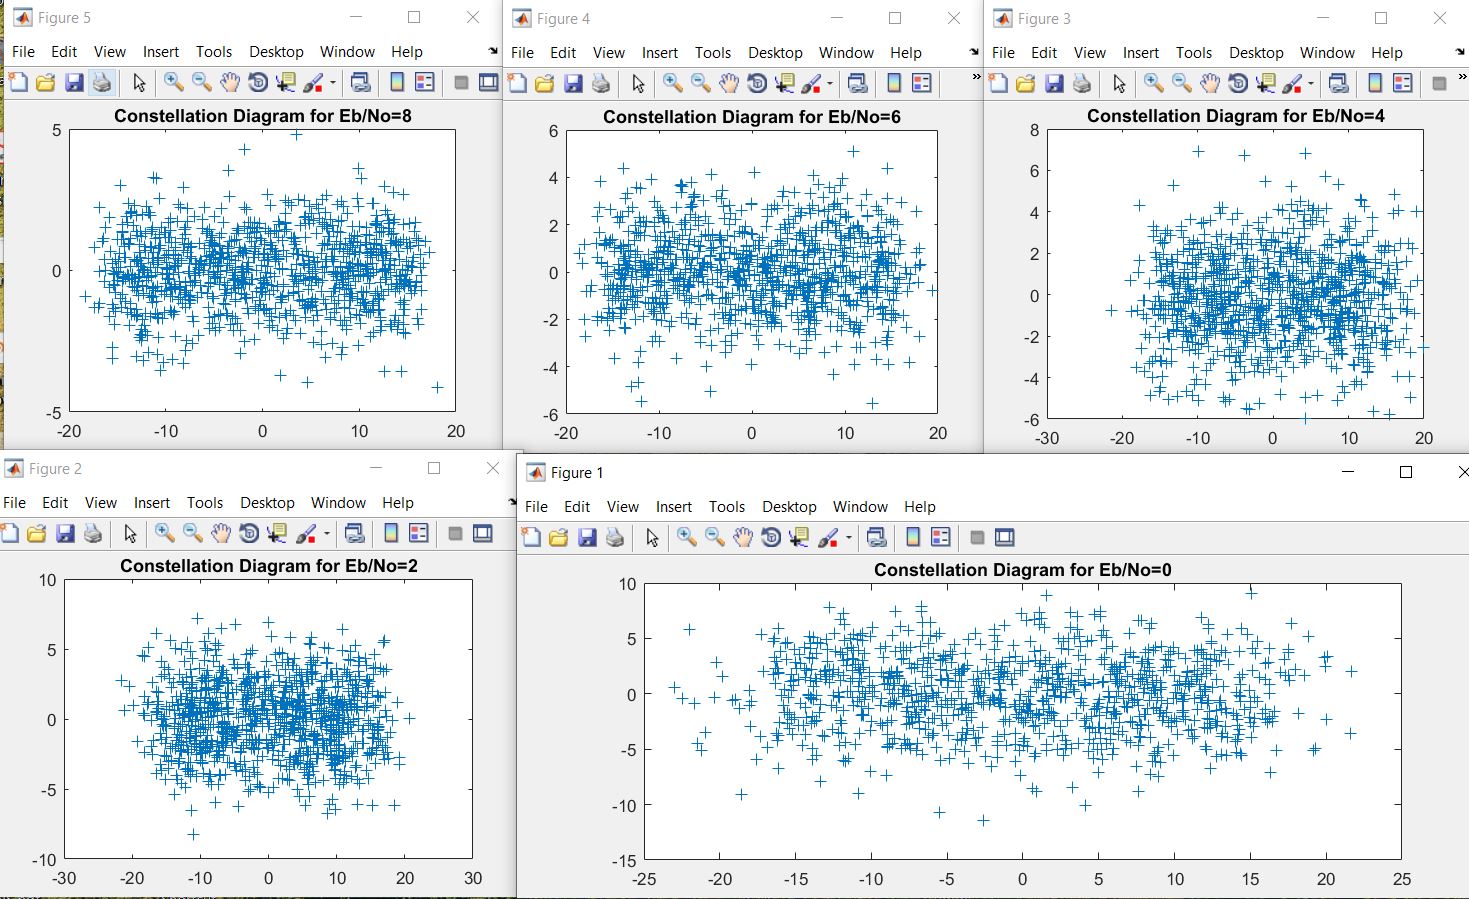 Figure 5
File Edit View Insert Tools Desktop Window Help
Constellation Diagram for Eb/No=8
5
0
-5
-20 -10 0 10 20
Figure 4
File Edit View Insert Tools Desktop Window Help
Constellation Diagram for Eb/No=6
6
4
2
0
-2
-4
-6
-20 -10 0 10 20
Figure 3
File Edit View Insert Tools Desktop Window Help
Constellation Diagram for Eb/No=4
8
6
4
2
0
-2
-4
-6
-30 -20 -10 0 10 20
Figure 2
File Edit View Insert Tools Desktop Window Help
Constellation Diagram for Eb/No=2
10
5
0
-5
-10
-30 -20 -10 0 10 20 30
Figure 1
File Edit View Insert Tools Desktop Window Help
Constellation Diagram for Eb/No=0
10
5
0
-5
-10
-15
-25 -20 -15 -10 -5 0 5 10 15 20 25